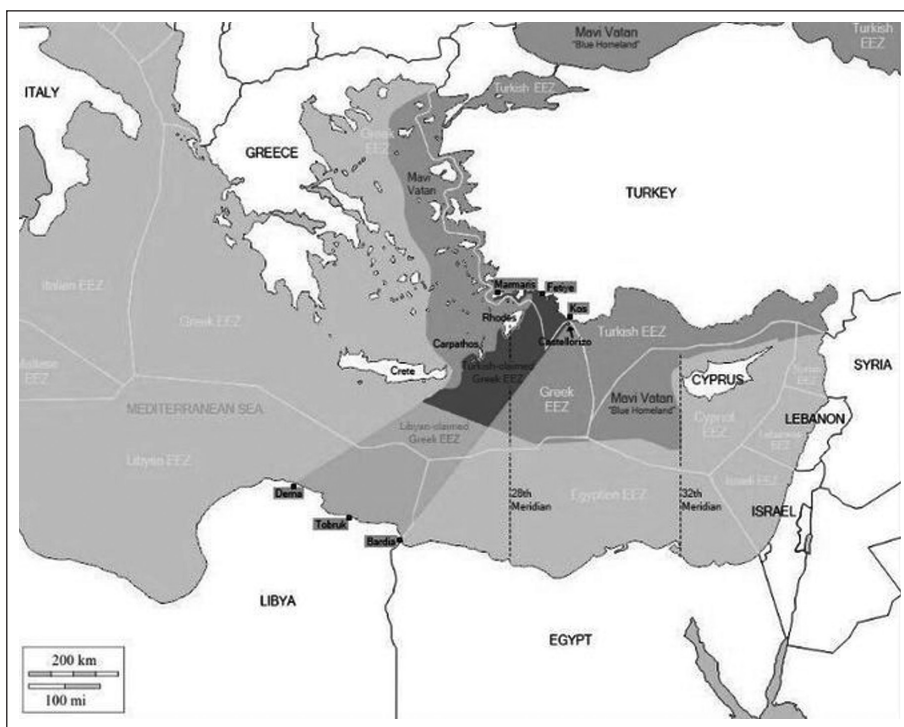 Mavi Vatan
"Blue Homeland"
Turkish
EEZ
ITALY
Turkish EEZ
Greek
EEZ
GREECE
Mavi
Vatan
TURKEY
Italian EEZ
Greek EEZ
Marmaris
Fetiye
Rhodes
Kos
Castellorizo
Turkish EEZ
Carpathos
Crete
Turkish-claimed
Greek EEZ
SYRIA
CYPRUS
Greek
EEZ
Mavi Vatan
"Blue Homeland"
EEZ
MEDITERRANEAN SEA
Libyan-claimed
Greek EEZ
Cypriot EEZ
LEBANON
Lebanese
EEZ
Libyan EEZ
Israeli EEZ
Egyptian EEZ
Derna
28th
Meridian
32th
Meridian
ISRAEL
Tobruk
Bardia
LIBYA
EGYPT
200 km
100 mi